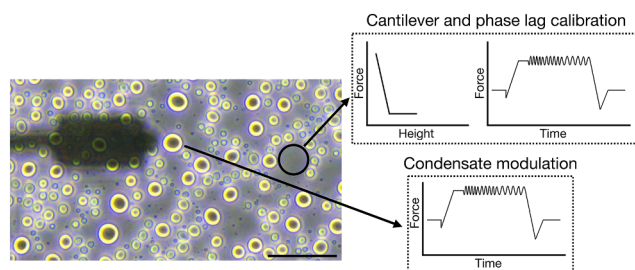 Cantilever and phase lag calibration
Force
Height
Force
Time
Condensate modulation
Force
Time